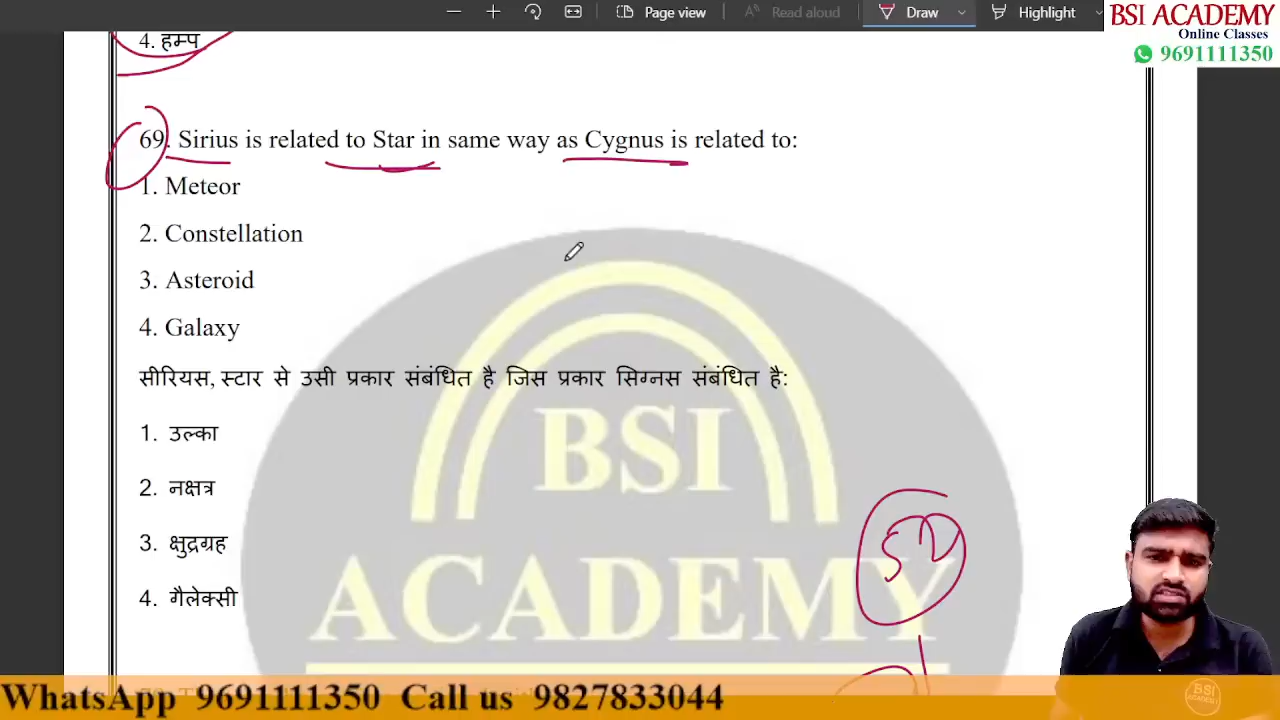 Page view
Read aloud
Draw
Highlight
BSI ACADEMY
Online Classes
9691111350
4. हम्प
69. Sirius is related to Star in same way as Cygnus is related to:
1. Meteor
2. Constellation
3. Asteroid
4. Galaxy
सीरियस, स्टार से उसी प्रकार संबंधित है जिस प्रकार सिग्नस संबंधित है:
1. उल्का
2. नक्षत्र
3. क्षुद्रग्रह
4. गैलेक्सी
BSI
ACADEMY
WhatsApp 9691111350 Call us 9827833044
BSI